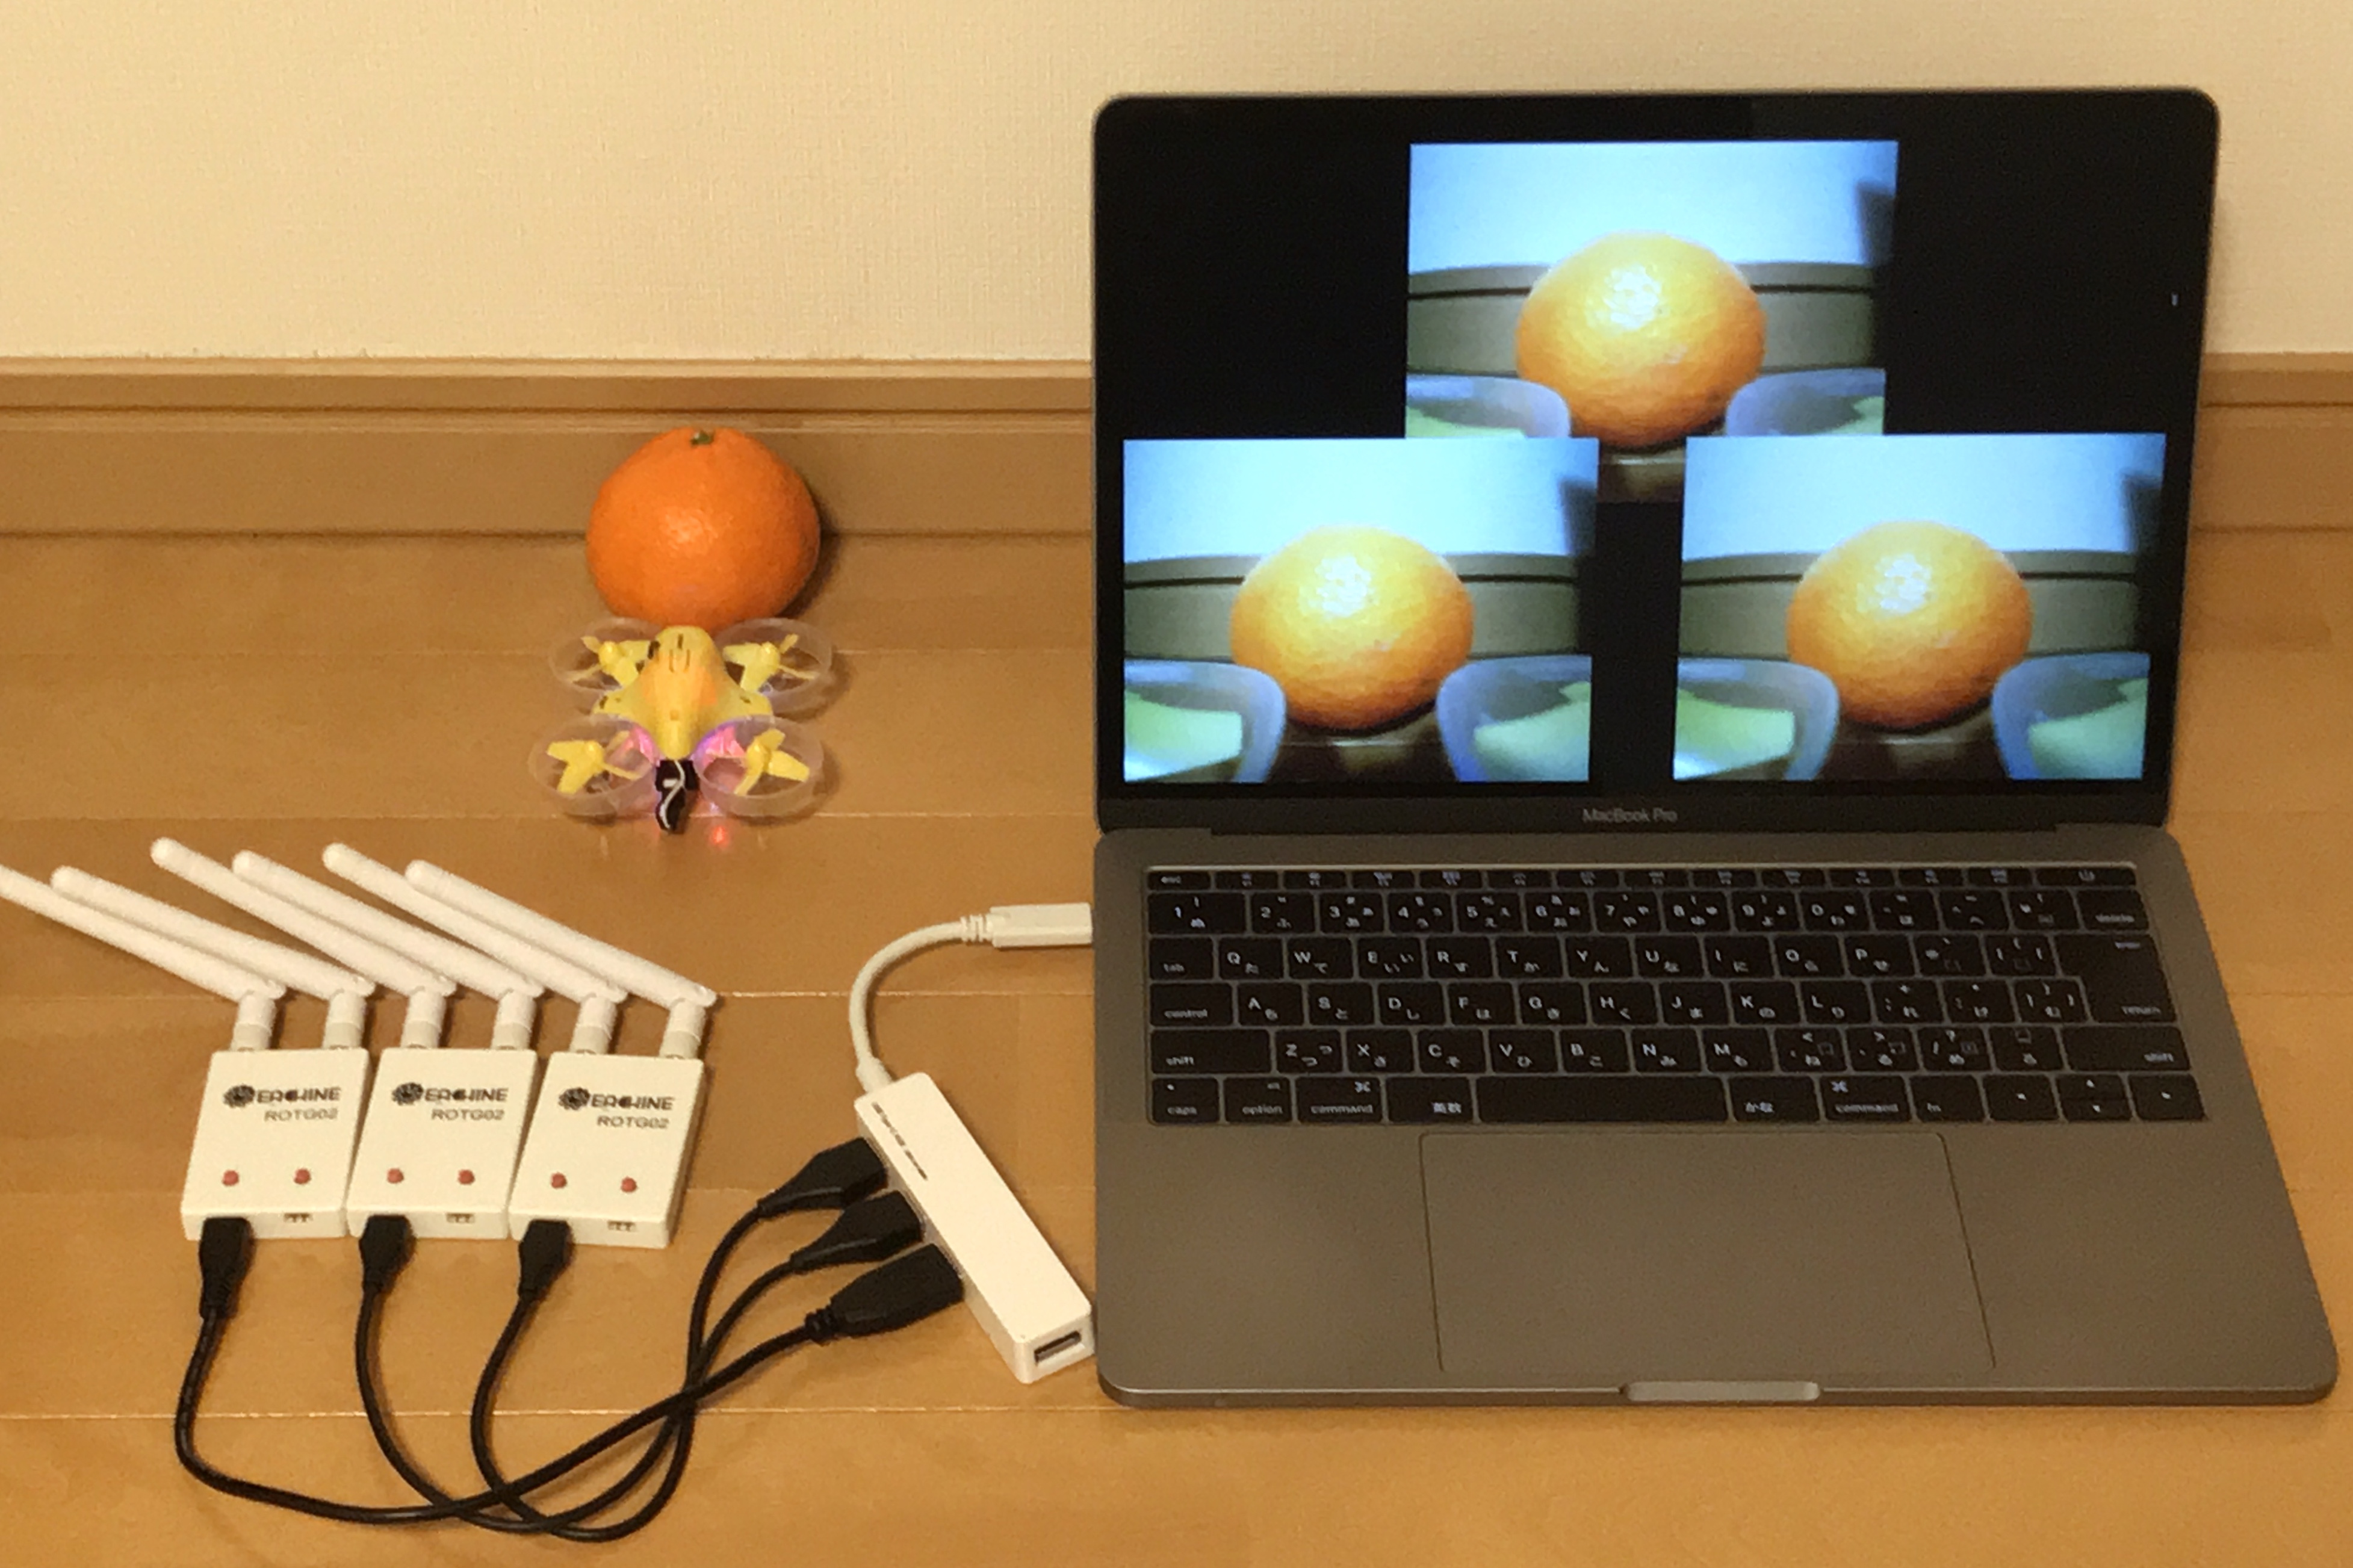 MacBook Pro
EACHINE
ROTG02
EACHINE
ROTG02
EACHINE
ROTG02
esc
1 ぬ 2 ふ 3 あ 4 う 5 え 6 お 7 や 8 ゆ 9 よ 0 わ delete
tab Q た W て E い R す T か Y ん U な I に O ら P せ
control A ち S と D し F は G き H く J ま K の L り れ け む return
shift Z つ X さ C そ V ひ B こ N み M も ね る め ろ shift
caps option command 英数 かな command fn